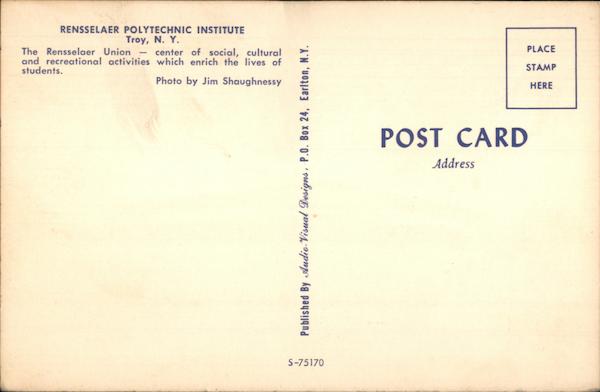 RENSSELAER POLYTECHNIC INSTITUTE
Troy, N. Y.
The Rensselaer Union — center of social, cultural
and recreational activities which enrich the lives of
students.
Photo by Jim Shaughnessy
Published By Audio-Visual Designs, P.O. Box 24, Earlton, N.Y.
PLACE
STAMP
HERE
POST CARD
Address
S-75170